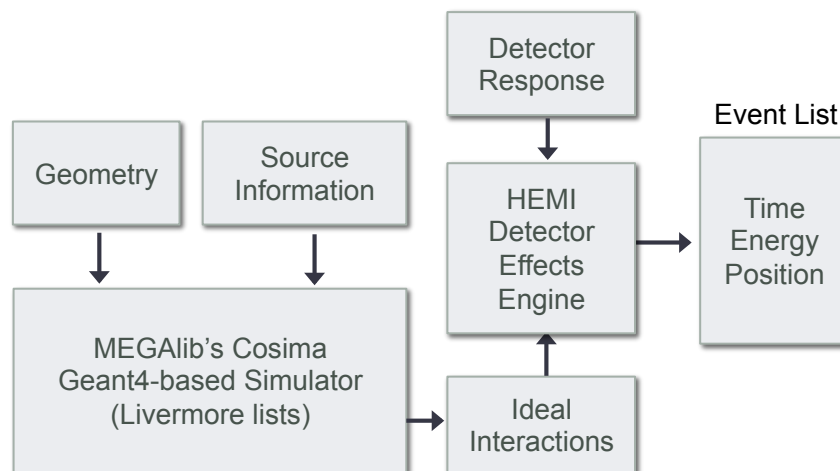 Detector
Response
Event List
Geometry
Source
Information
HEMI
Detector
Effects
Engine
Time
Energy
Position
MEGAlib’s Cosima
Geant4-based Simulator
(Livermore lists)
Ideal
Interactions